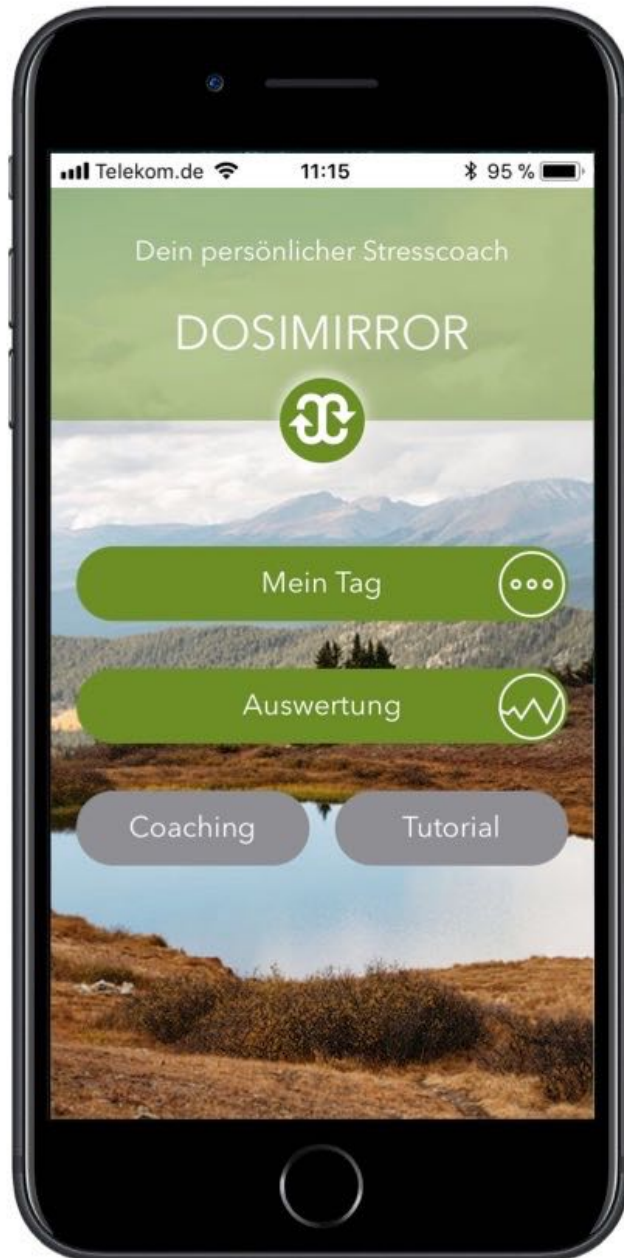 Telekom.de 11:15 95 %
Dein persönlicher Stresscoach
DOSIMIRROR
Mein Tag
Auswertung
Coaching Tutorial